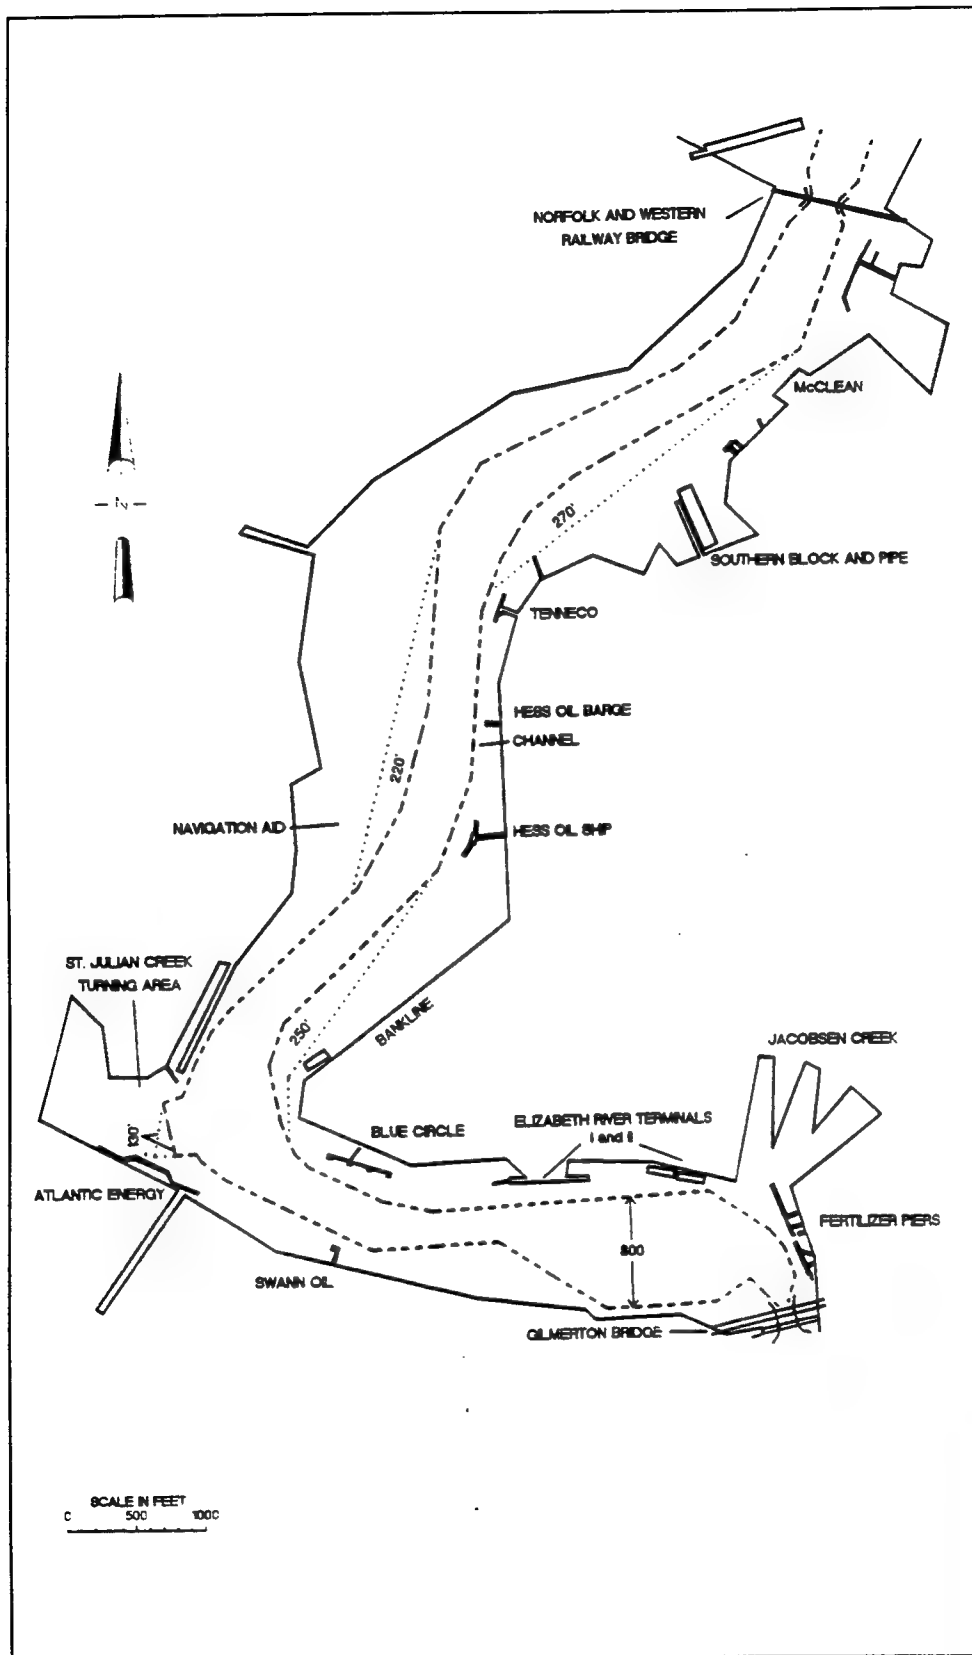 NORFOLK AND WESTERN
RAILWAY BRIDGE
McCLEAN
N
270'
SOUTHERN BLOCK AND PIPE
TENNECO
HESS OIL BARGE
CHANNEL
220'
NAVIGATION AID
HESS OIL SHIP
ST. JULIAN CREEK
TURNING AREA
250'
BANKLINE
JACOBSEN CREEK
130'
BLUE CIRCLE
ELIZABETH RIVER TERMINALS
I and II
ATLANTIC ENERGY
FERTILIZER PIERS
800
SWANN OIL
GILMERTON BRIDGE
SCALE IN FEET
0 500 1000